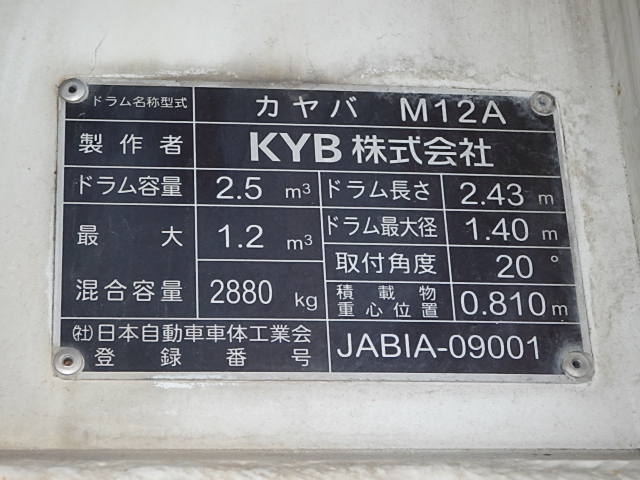 ドラム名称型式 カヤバ M12A
製作者 KYB 株式会社
ドラム容量 2.5 m³ ドラム長さ 2.43 m
最大混合容量 1.2 m³ ドラム最大径 1.40 m
取付角度 20°
2880 kg 積載物重心位置 0.810 m
㈳日本自動車車体工業会
登録番号 JABIA-09001